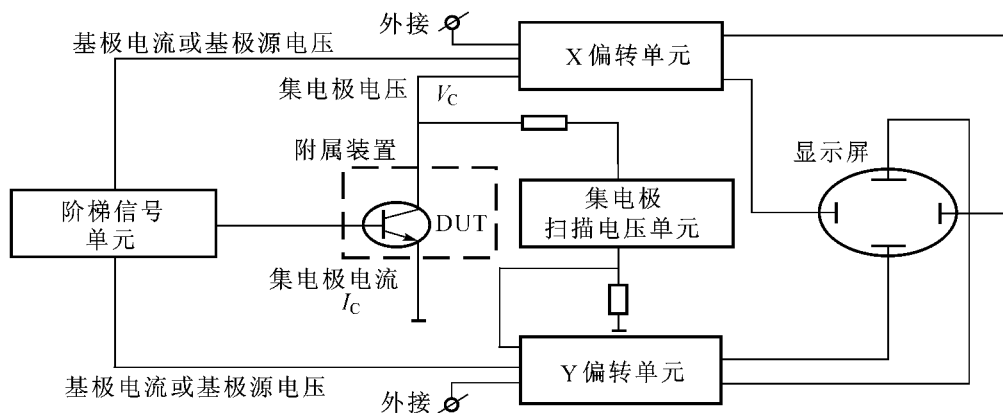 外接
基极电流或基极源电压
X 偏转单元
集电极电压
V_C
附属装置
显示屏
阶梯信号
单元
DUT
集电极
扫描电压单元
集电极电流
I_C
基极电流或基极源电压
Y 偏转单元
外接